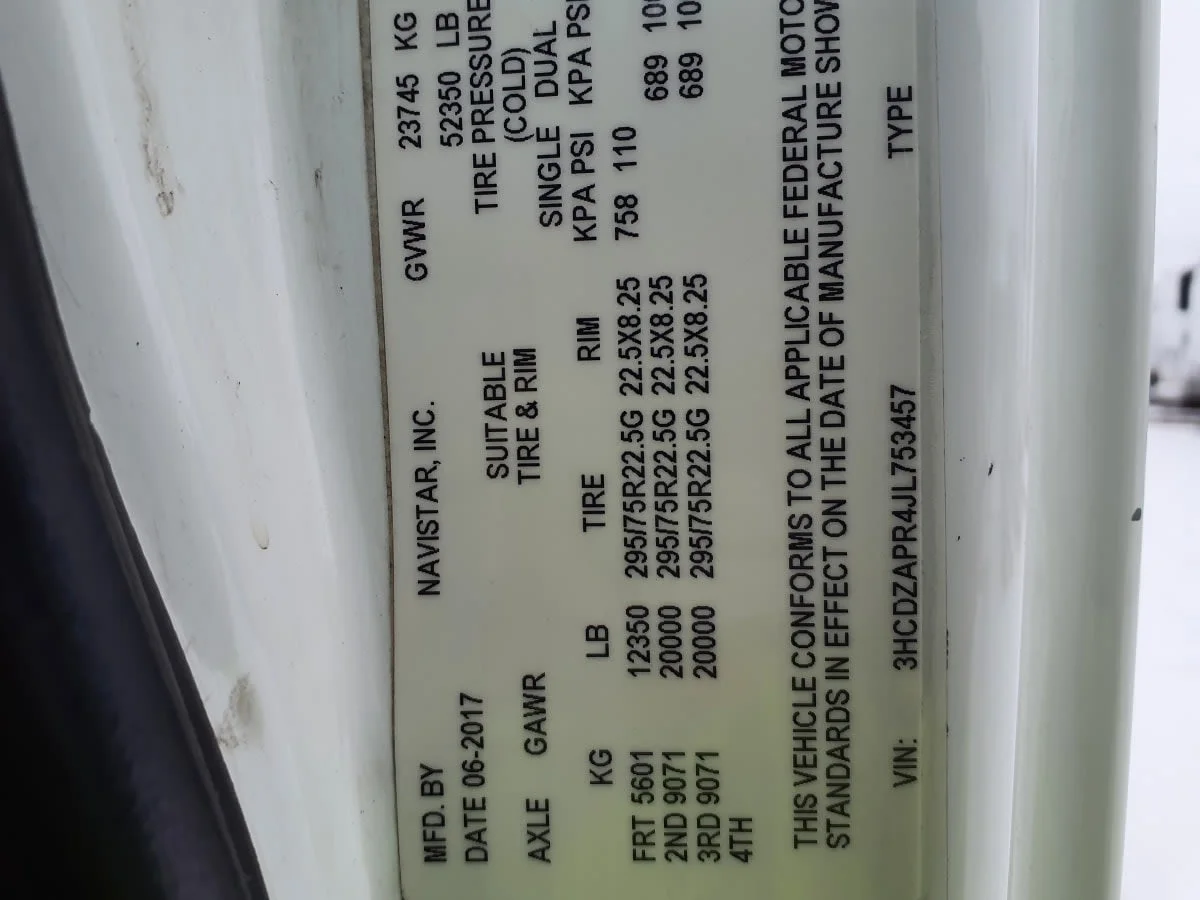 MFD. BY NAVISTAR, INC. GVWR 23745 KG
DATE 06-2017 52350 LB
SUITABLE TIRE PRESSURE
AXLE GAWR TIRE & RIM (COLD)
SINGLE DUAL
KG LB TIRE RIM KPA PSI KPA PSI
FRT 5601 12350 295/75R22.5G 22.5X8.25 758 110
2ND 9071 20000 295/75R22.5G 22.5X8.25 689
3RD 9071 20000 295/75R22.5G 22.5X8.25 689
4TH
THIS VEHICLE CONFORMS TO ALL APPLICABLE FEDERAL MOTO
STANDARDS IN EFFECT ON THE DATE OF MANUFACTURE SHOW
VIN: 3HCDZAPR4JL753457 TYPE